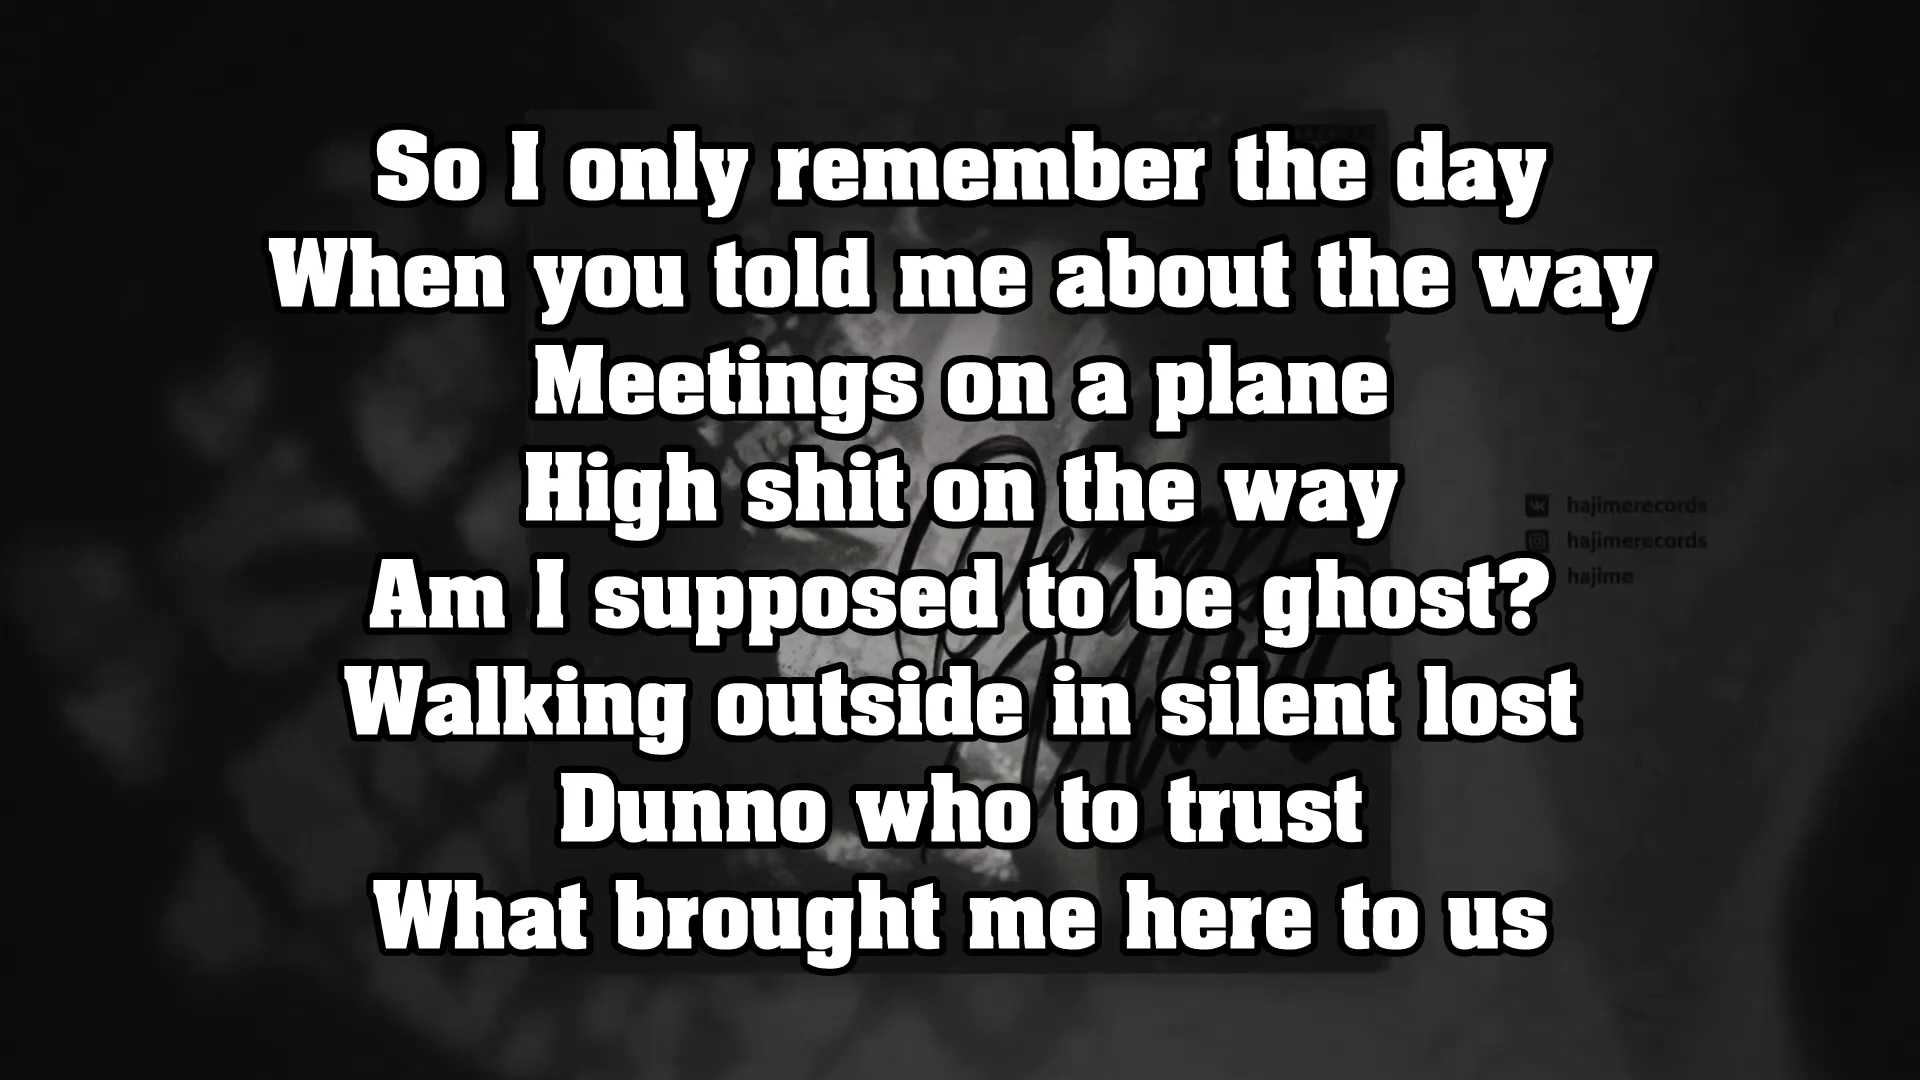 So I only remember the day
When you told me about the way
Meetings on a plane
High shit on the way
hajimerecords
hajimerecords
Am I supposed to be ghost?
hajime
Walking outside in silent lost
Dunno who to trust
What brought me here to us